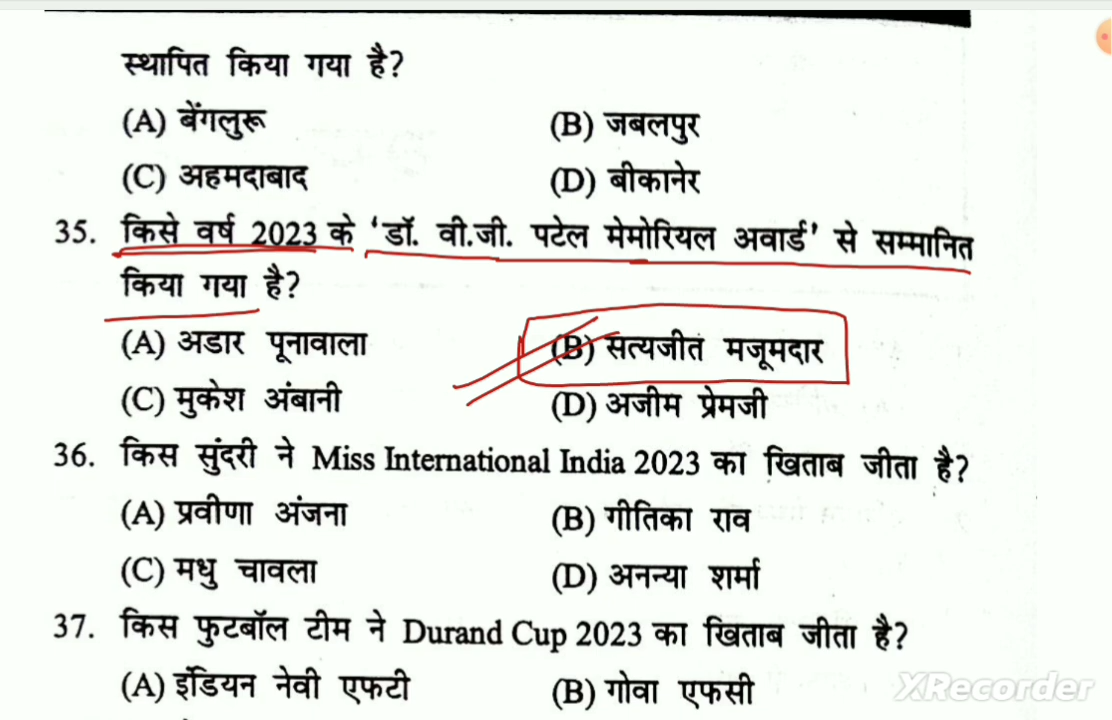 स्थापित किया गया है?
(A) बेंगलुरू (B) जबलपुर
(C) अहमदाबाद (D) बीकानेर
35. किसे वर्ष 2023 के ‘डॉ. वी.जी. पटेल मेमोरियल अवार्ड’ से सम्मानित
किया गया है?
(A) अडार पूनावाला (B) सत्यजीत मजूमदार
(C) मुकेश अंबानी (D) अजीम प्रेमजी
36. किस सुंदरी ने Miss International India 2023 का खिताब जीता है?
(A) प्रवीणा अंजना (B) गीतिका राव
(C) मधु चावला (D) अनन्या शर्मा
37. किस फुटबॉल टीम ने Durand Cup 2023 का खिताब जीता है?
(A) इंडियन नेवी एफटी (B) गोवा एफसी
XRecorder